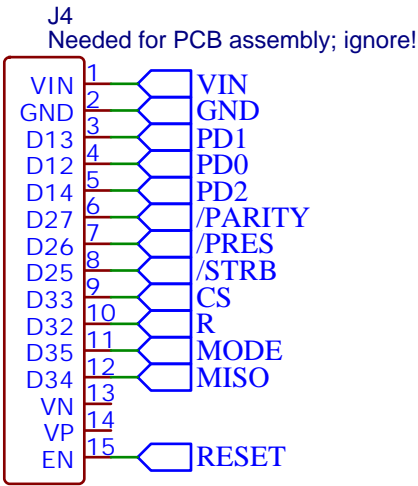 J4
Needed for PCB assembly; ignore!
VIN 1 VIN
GND 2 GND
D13 3 PD1
D12 4 PD0
D14 5 PD2
D27 6 /PARITY
D26 7 /PRES
D25 8 /STRB
D33 9 CS
D32 10 R
D35 11 MODE
D34 12 MISO
VN 13
VP 14
EN 15 RESET